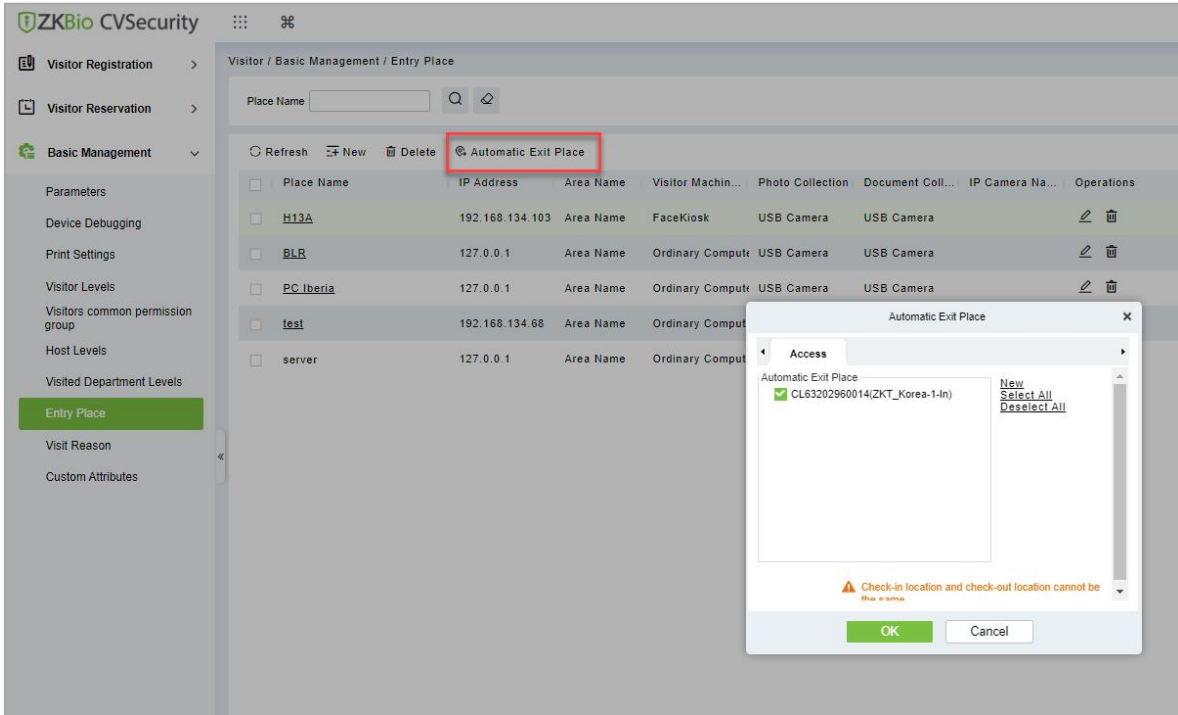 ZKBio CVSecurity
Visitor Registration
Visitor Reservation
Basic Management
Parameters
Device Debugging
Print Settings
Visitor Levels
Visitors common permission
group
Host Levels
Visited Department Levels
Entry Place
Visit Reason
Custom Attributes
Visitor / Basic Management / Entry Place
Place Name
Refresh New Delete Automatic Exit Place
Place Name IP Address Area Name Visitor Machin... Photo Collection Document Coll... IP Camera Na... Operations
H13A 192.168.134.103 Area Name FaceKiosk USB Camera USB Camera
BLR 127.0.0.1 Area Name Ordinary Compute USB Camera USB Camera
PC Iberia 127.0.0.1 Area Name Ordinary Compute USB Camera USB Camera
test 192.168.134.68 Area Name Ordinary Comput
server 127.0.0.1 Area Name Ordinary Comput
Automatic Exit Place
Access
Automatic Exit Place
CL63202960014(ZKT_Korea-1-In)
New
Select All
Deselect All
Check-in location and check-out location cannot be
the same
OK Cancel